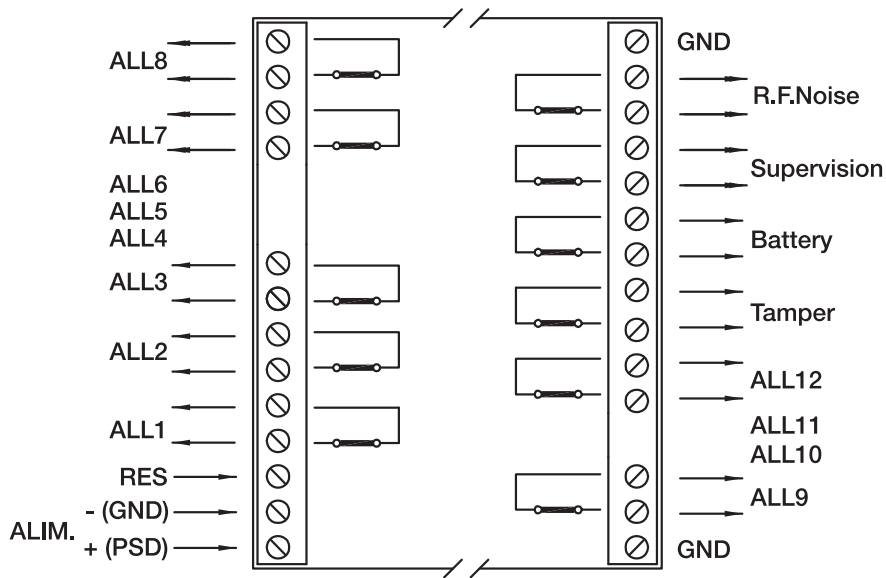 ALL8
ALL7
ALL6
ALL5
ALL4
ALL3
ALL2
ALL1
RES
- (GND)
ALIM.
+ (PSD)
GND
R.F.Noise
Supervision
Battery
Tamper
ALL12
ALL11
ALL10
ALL9
GND